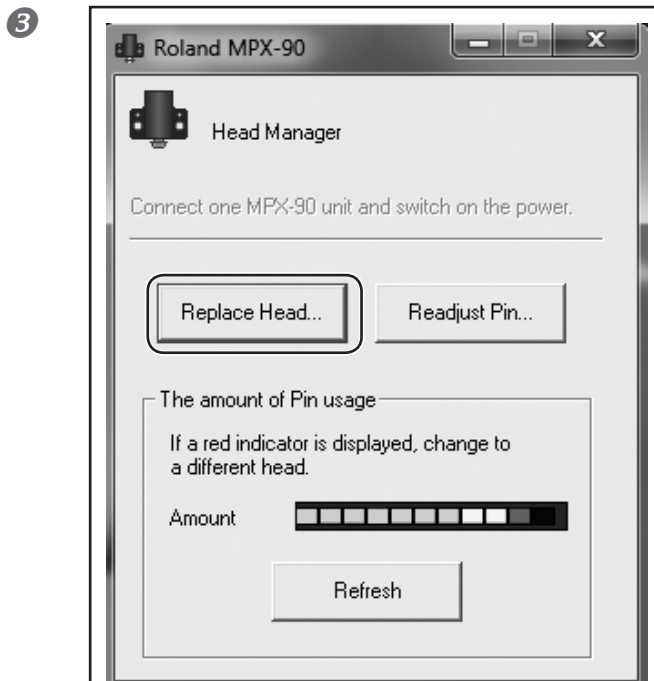 3
Roland MPX-90
Head Manager
Connect one MPX-90 unit and switch on the power.
Replace Head...
Readjust Pin...
The amount of Pin usage
If a red indicator is displayed, change to
a different head.
Amount
Refresh